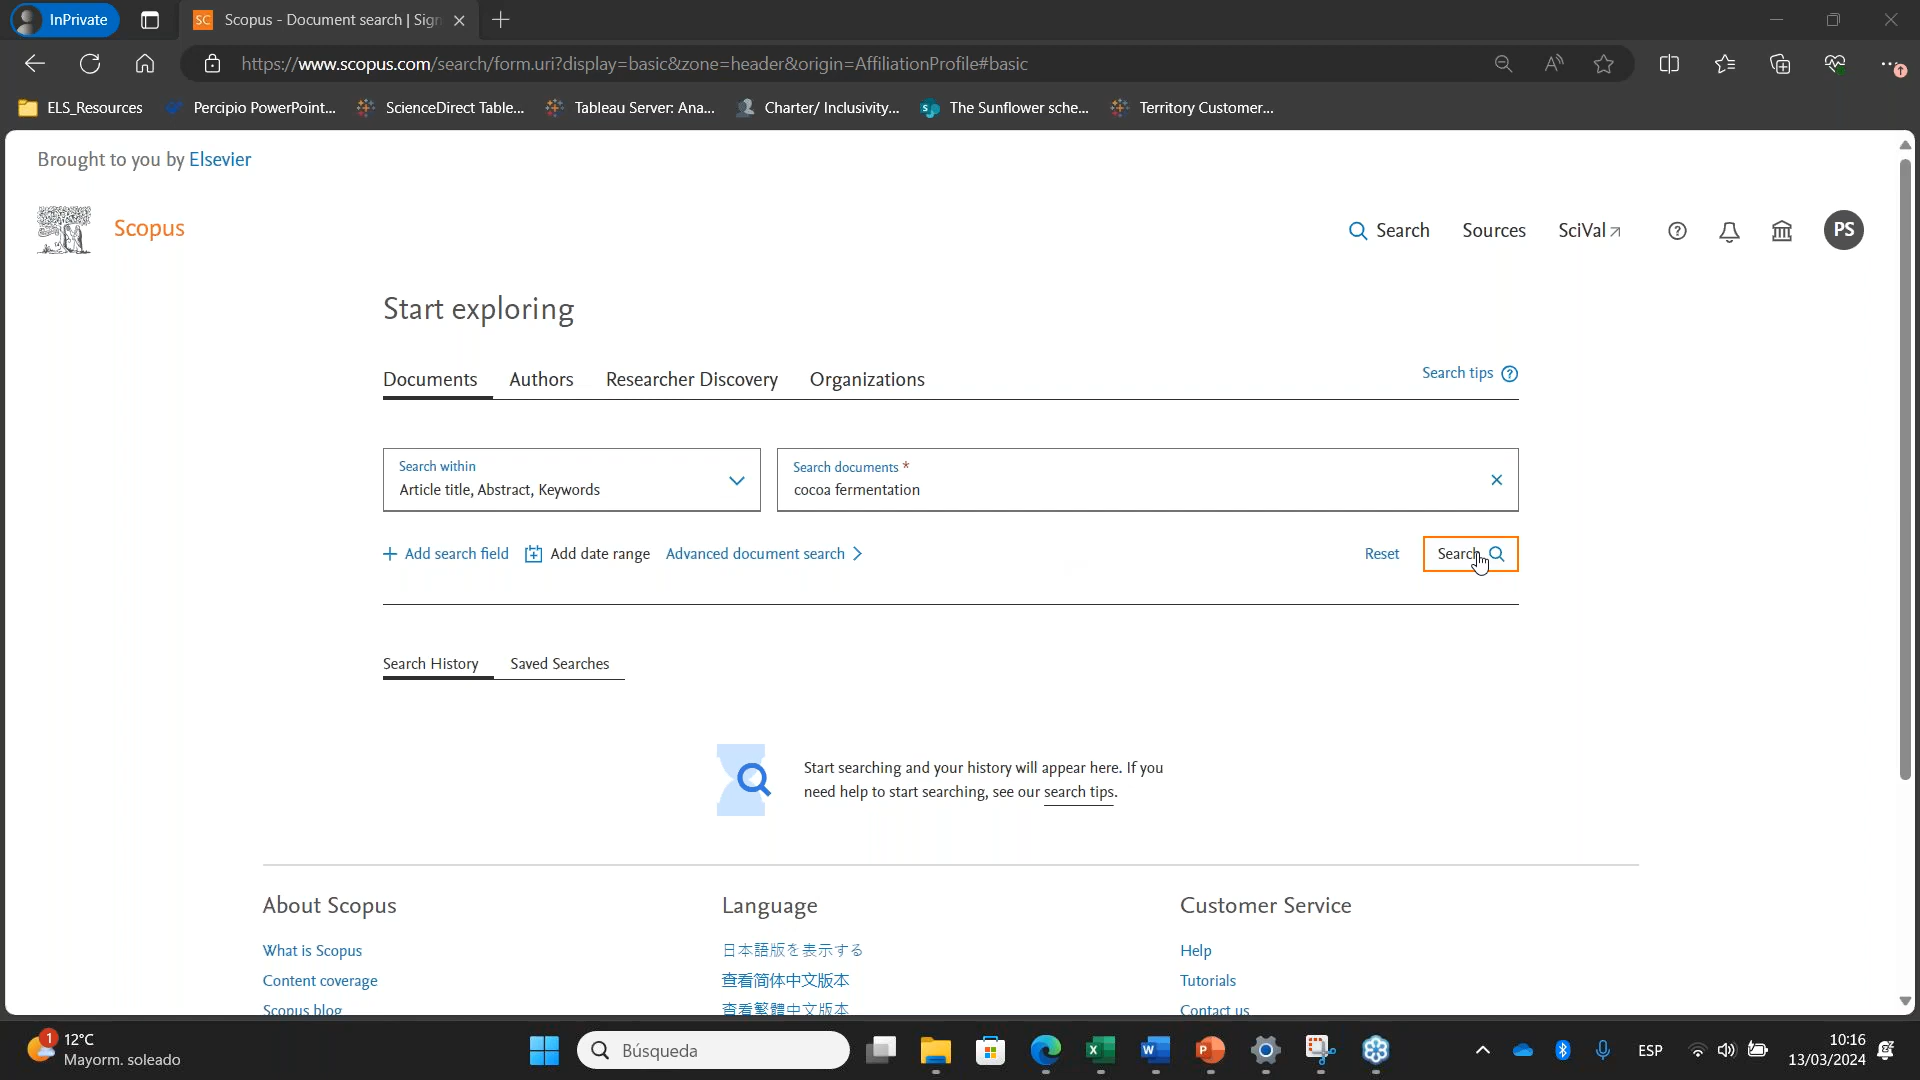 InPrivate
Scopus - Document search | Sign
https://www.scopus.com/search/form.uri?display=basic&zone=header&origin=AffiliationProfile#basic
ELS_Resources
Percipio PowerPoint...
ScienceDirect Table...
Tableau Server: Ana...
Charter/ Inclusivity...
The Sunflower sche...
Territory Customer...
Brought to you by Elsevier
Scopus
Search
Sources
SciVal
PS
Start exploring
Documents
Authors
Researcher Discovery
Organizations
Search tips
Search within
Article title, Abstract, Keywords
Search documents *
cocoa fermentation
Add search field
Add date range
Advanced document search
Reset
Search
Search History
Saved Searches
Start searching and your history will appear here. If you
need help to start searching, see our search tips.
About Scopus
Language
Customer Service
What is Scopus
日本語版を表示する
Help
Content coverage
查看简体中文版本
Tutorials
Scopus blog
查看繁體中文版本
Contact us
1
12°C
Mayorm. soleado
Búsqueda
ESP
10:16
13/03/2024